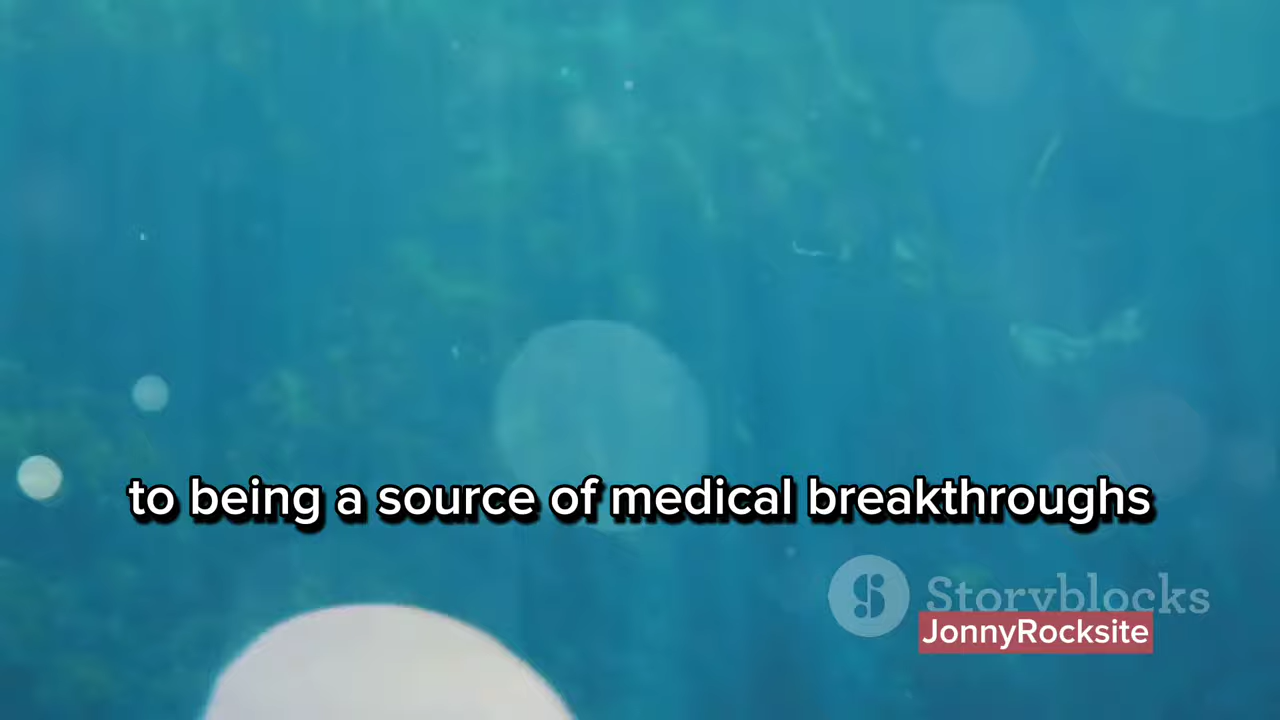 to being a source of medical breakthroughs
Storyblocks
JonnyRocksite